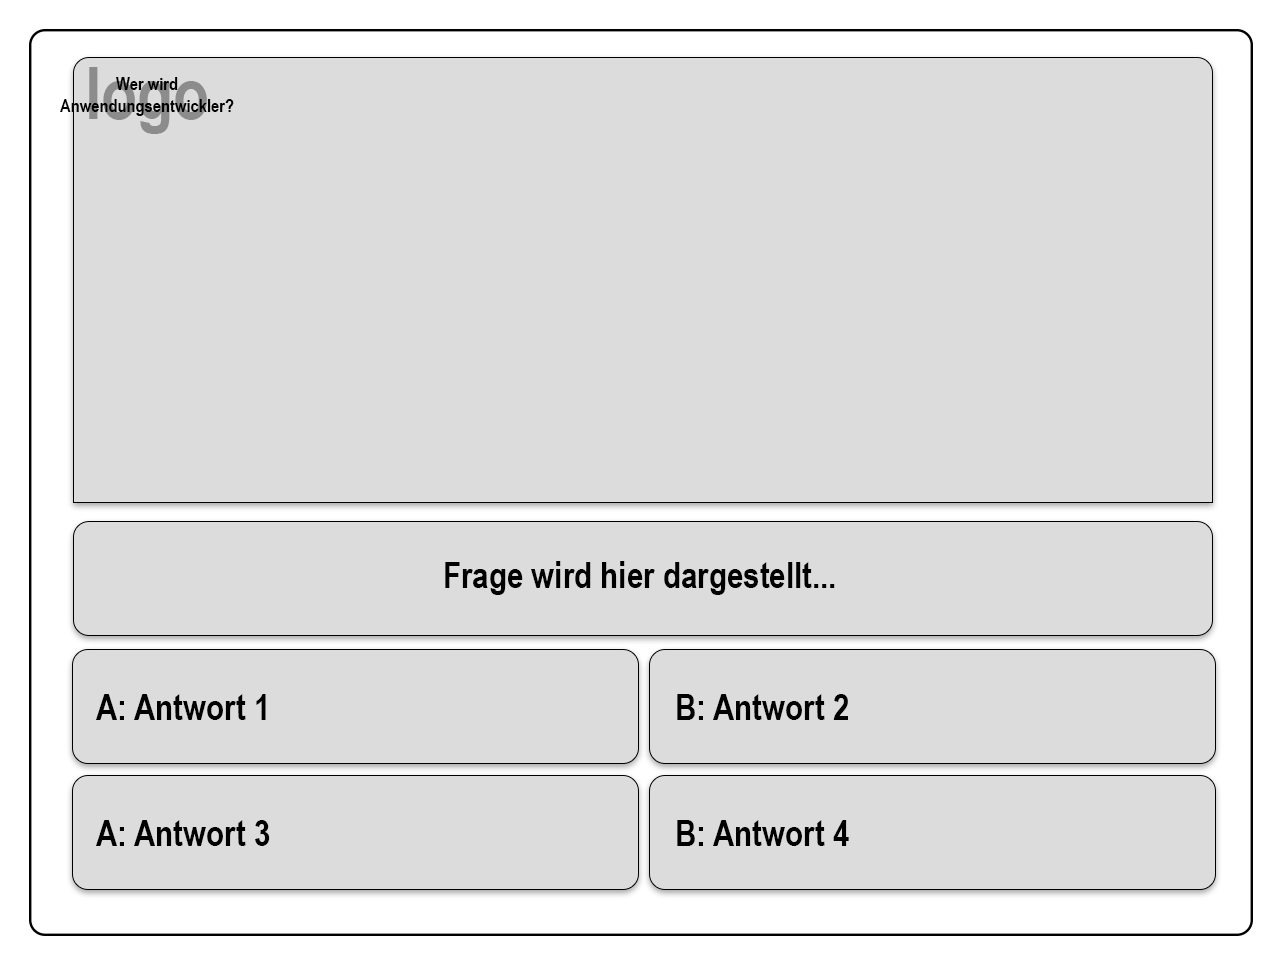 logo
Wer wird
Anwendungsentwickler?
Frage wird hier dargestellt...
A: Antwort 1
B: Antwort 2
A: Antwort 3
B: Antwort 4